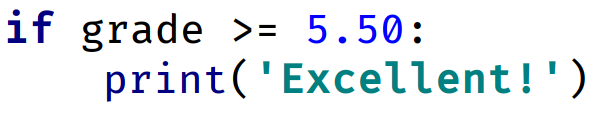 if grade >= 5.50:
    print('Excellent!')